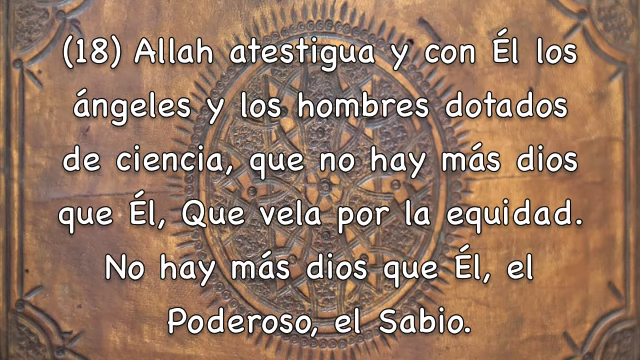 (18) Allah atestigua y con Él los
ángeles y los hombres dotados
de ciencia, que no hay más dios
que Él, Que vela por la equidad.
No hay más dios que Él, el
Poderoso, el Sabio.